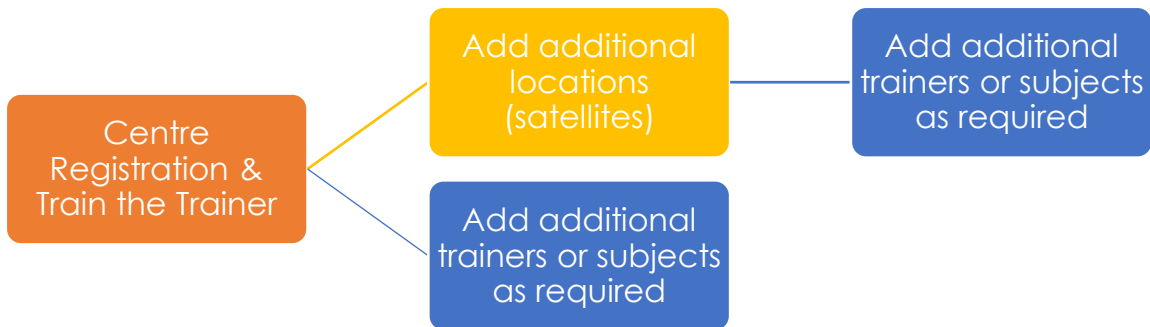 Centre
Registration &
Train the Trainer
Add additional
locations
(satellites)
Add additional
trainers or subjects
as required
Add additional
trainers or subjects
as required